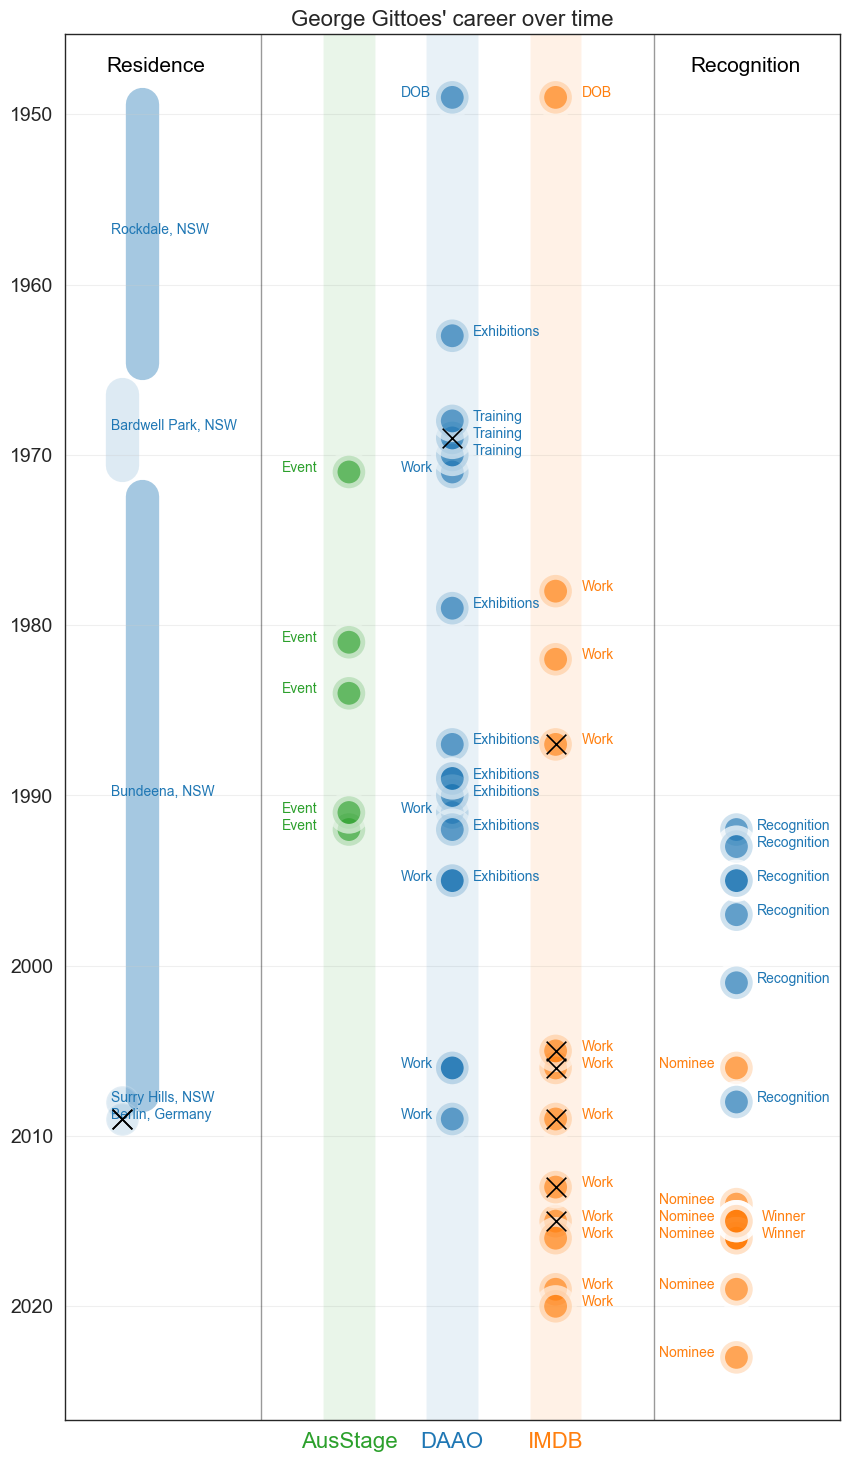 George Gittoes' career over time
Residence
Recognition
DOB
DOB
1950
Rockdale, NSW
1960
Exhibitions
Training
Bardwell Park, NSW
Training
Training
1970
Event
Work
Work
Exhibitions
1980
Event
Work
Event
Exhibitions
Work
Exhibitions
Bundeena, NSW
Exhibitions
1990
Event
Work
Event
Exhibitions
Recognition
Recognition
Work
Exhibitions
Recognition
Recognition
2000
Recognition
Work
Work
Work
Nominee
Surry Hills, NSW
Recognition
Berlin, Germany
Work
Work
2010
Work
Nominee
Work
Nominee
Winner
Work
Nominee
Winner
Work
Nominee
2020
Work
Nominee
AusStage
DAAO
IMDB